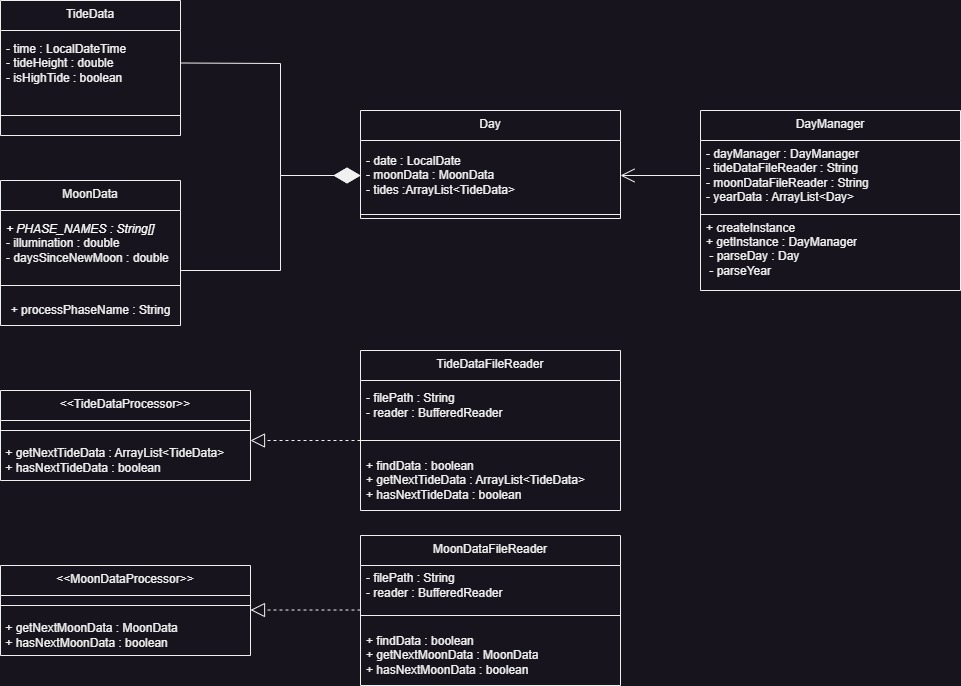 TideData
- time : LocalDateTime
- tideHeight : double
- isHighTide : boolean
MoonData
+ PHASE_NAMES : String[]
- illumination : double
- daysSinceNewMoon : double
+ processPhaseName : String
Day
- date : LocalDate
- moonData : MoonData
- tides :ArrayList<TideData>
DayManager
- dayManager : DayManager
- tideDataFileReader : String
- moonDataFileReader : String
- yearData : ArrayList<Day>
+ createInstance
+ getInstance : DayManager
- parseDay : Day
- parseYear
<<TideDataProcessor>>
+ getNextTideData : ArrayList<TideData>
+ hasNextTideData : boolean
TideDataFileReader
- filePath : String
- reader : BufferedReader
+ findData : boolean
+ getNextTideData : ArrayList<TideData>
+ hasNextTideData : boolean
<<MoonDataProcessor>>
+ getNextMoonData : MoonData
+ hasNextMoonData : boolean
MoonDataFileReader
- filePath : String
- reader : BufferedReader
+ findData : boolean
+ getNextMoonData : MoonData
+ hasNextMoonData : boolean